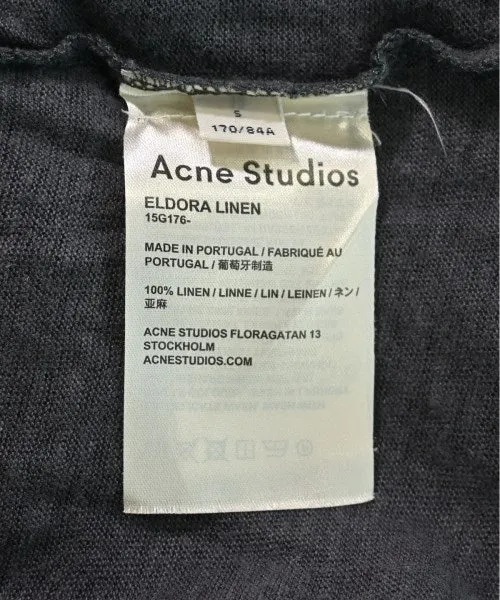 S
170/84A
Acne Studios
ELDORA LINEN
15G176-
MADE IN PORTUGAL / FABRIQUÉ AU
PORTUGAL / 葡萄牙制造
100% LINEN / LINNE / LIN / LEINEN / ネン /
亚麻
ACNE STUDIOS FLORAGATAN 13
STOCKHOLM
ACNESTUDIOS.COM